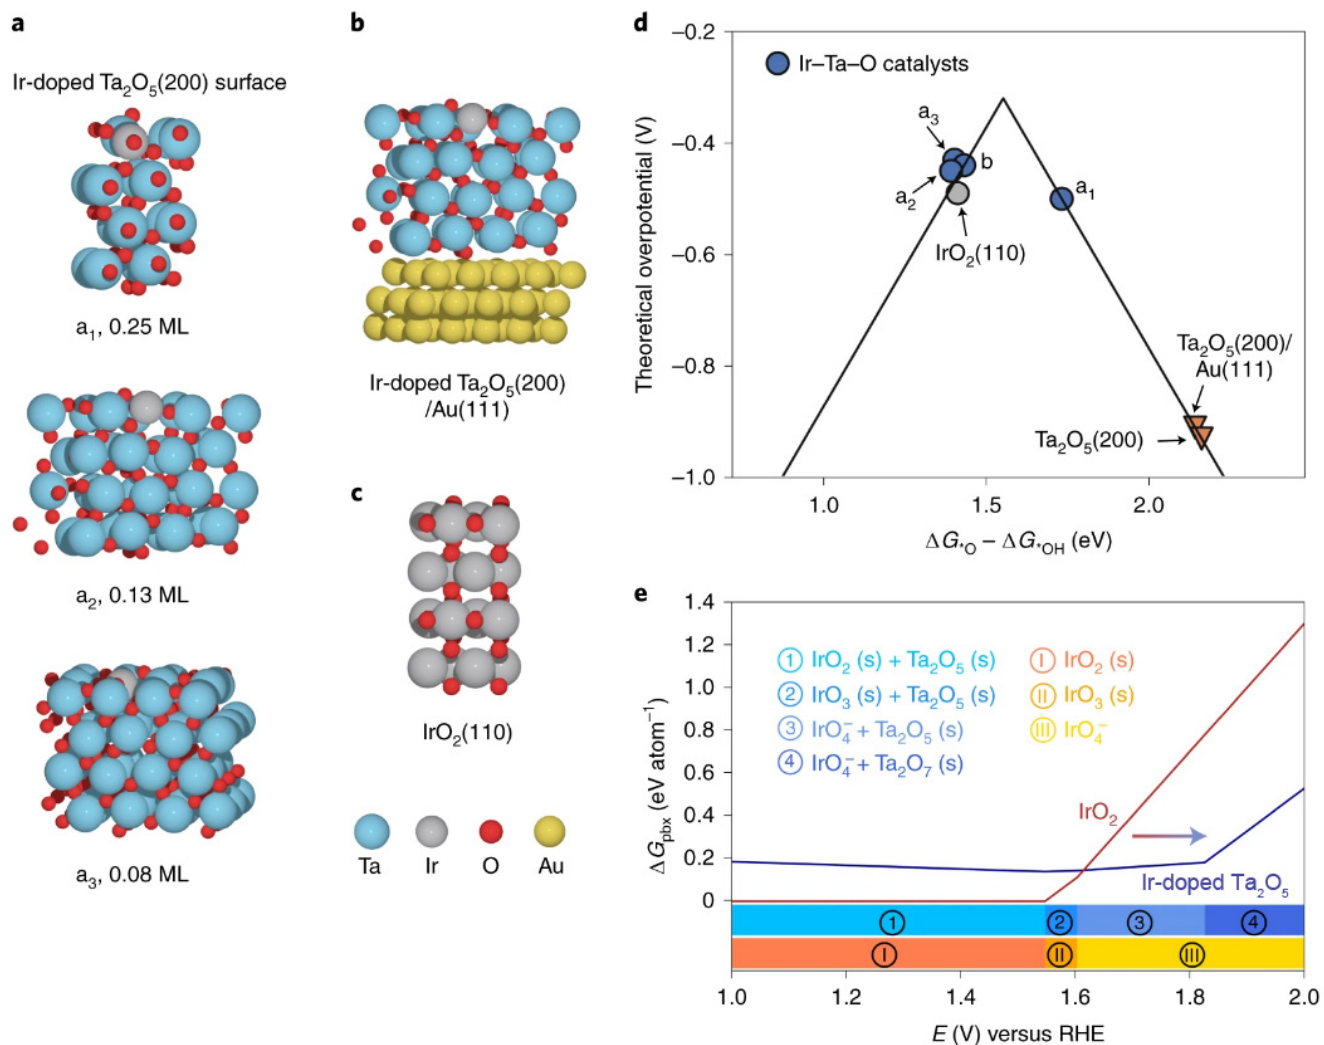 a
Ir-doped Ta₂O₅(200) surface
a₁, 0.25 ML
a₂, 0.13 ML
a₃, 0.08 ML
b
Ir-doped Ta₂O₅(200)
/Au(111)
c
IrO₂(110)
Ta
Ir
O
Au
d
Ir–Ta–O catalysts
Theoretical overpotential (V)
−0.2
−0.4
−0.6
−0.8
−1.0
a₃
b
a₂
a₁
IrO₂(110)
Ta₂O₅(200)/
Au(111)
Ta₂O₅(200)
1.0
1.5
2.0
ΔG*O − ΔG*OH (eV)
e
ΔGpbx (eV atom⁻¹)
1.4
1.2
1.0
0.8
0.6
0.4
0.2
0
① IrO₂ (s) + Ta₂O₅ (s)
② IrO₃ (s) + Ta₂O₅ (s)
③ IrO₄⁻ + Ta₂O₅ (s)
④ IrO₄⁻ + Ta₂O₇ (s)
I IrO₂ (s)
II IrO₃ (s)
III IrO₄⁻
IrO₂
Ir-doped Ta₂O₅
① ② ③ ④
I II III
1.0 1.2 1.4 1.6 1.8 2.0
E (V) versus RHE